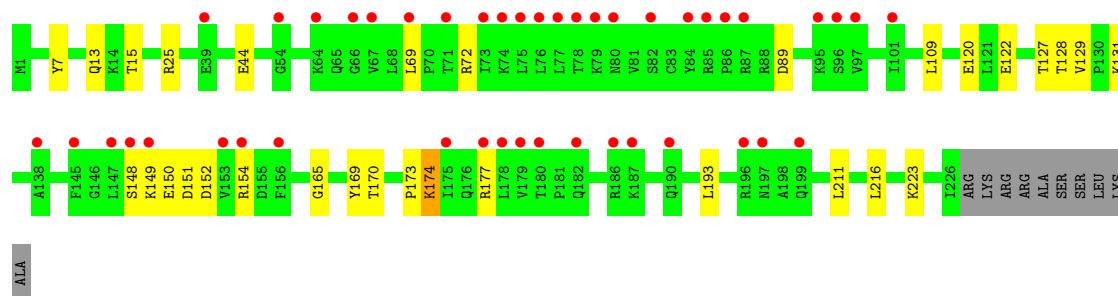 M1 Y7 Q13 K14 T15 R25 E39 E44 G54 K64 Q65 G66 V67 L68 L69 P70 T71 R72 I73 K74 L75 L76 L77 T78 K79 N80 V81 S82 C83 Y84 R85 P86 R87 R88 D89 K95 S96 V97 I101 L109 E120 L121 E122 T127 T128 V129 P130 K131
A138 F145 G146 L147 S148 K149 E150 D151 D152 V153 R154 D155 F156 G165 Y169 T170 P173 K174 I175 Q176 R177 L178 V179 T180 P181 Q182 R186 K187 Q190 L193 R196 N197 A198 Q199 L211 L216 K223 I226 ARG LYS ARG ARG ALA SER SER LEU LYS
ALA